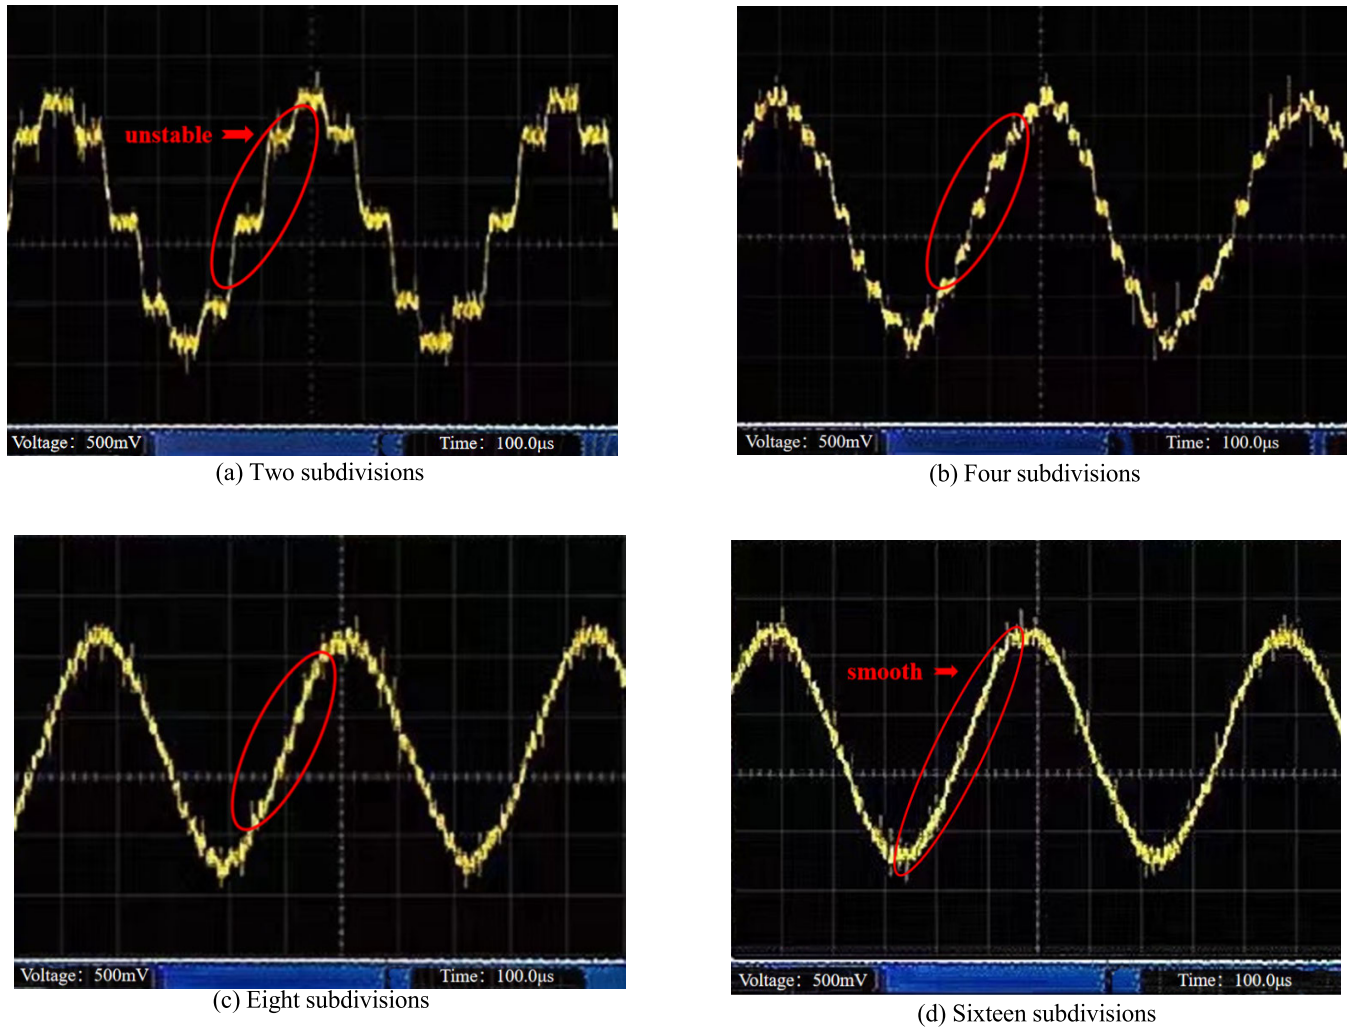 unstable
Voltage: 500mV Time: 100.0μs
Voltage: 500mV Time: 100.0μs
(a) Two subdivisions
(b) Four subdivisions
smooth
Voltage: 500mV Time: 100.0μs
Voltage: 500mV Time: 100.0μs
(c) Eight subdivisions
(d) Sixteen subdivisions